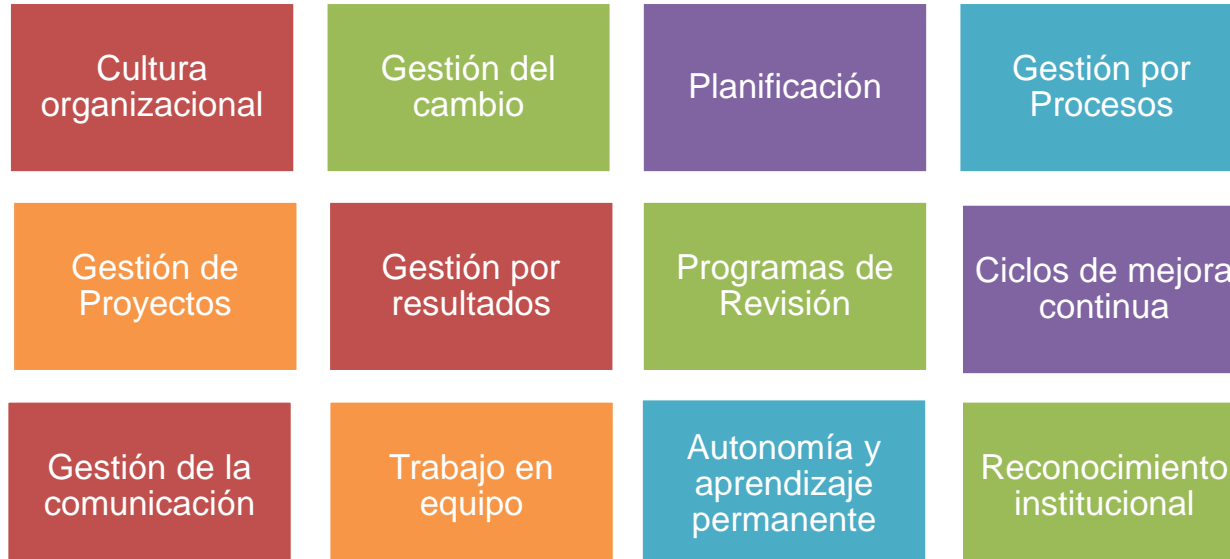 Cultura
organizacional
Gestión del
cambio
Planificación
Gestión por
Procesos
Gestión de
Proyectos
Gestión por
resultados
Programas de
Revisión
Ciclos de mejora
continua
Gestión de la
comunicación
Trabajo en
equipo
Autonomía y
aprendizaje
permanente
Reconocimiento
institucional